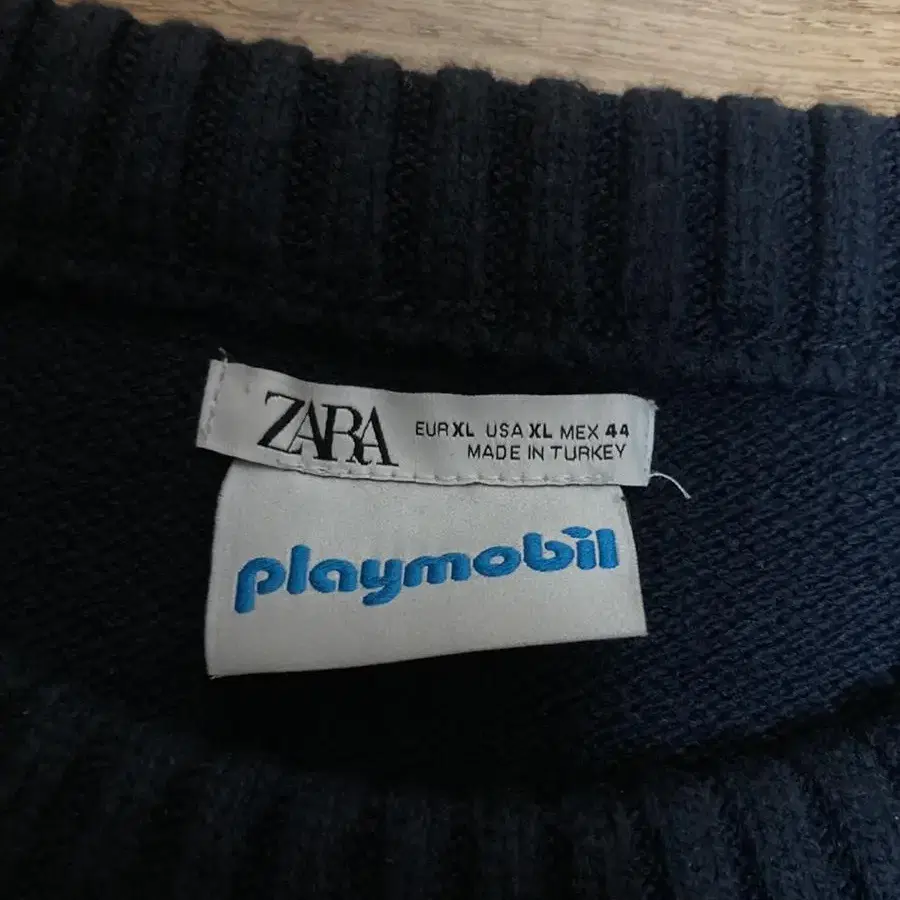 ZARA
EUR XL USA XL MEX 44
MADE IN TURKEY
playmobil